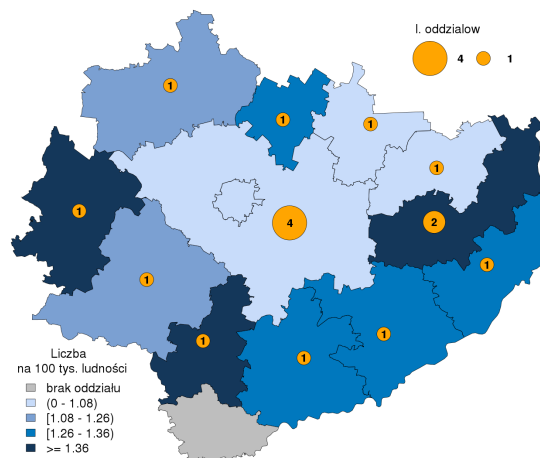 l. oddzialow
4 1
1
1
1
1
1
2
4
1
1
1
1
1
1
Liczba
na 100 tys. ludności
brak oddziału
(0 - 1.08)
[1.08 - 1.26)
[1.26 - 1.36)
>= 1.36